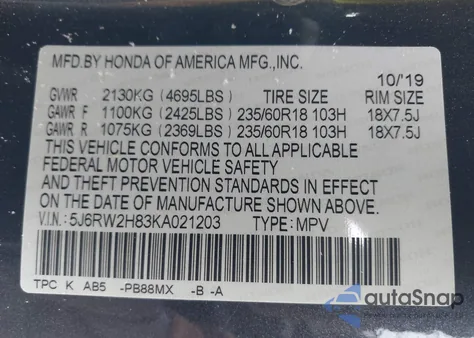 MFD.BY HONDA OF AMERICA MFG.,INC.
10/'19
GVWR 2130KG (4695LBS) TIRE SIZE RIM SIZE
GAWR F 1100KG (2425LBS) 235/60R18 103H 18X7.5J
GAWR R 1075KG (2369LBS) 235/60R18 103H 18X7.5J
THIS VEHICLE CONFORMS TO ALL APPLICABLE
FEDERAL MOTOR VEHICLE SAFETY
AND THEFT PREVENTION STANDARDS IN EFFECT
ON THE DATE OF MANUFACTURE SHOWN ABOVE.
V.I.N.: 5J6RW2H83KA021203 TYPE: MPV
TPC K AB5 -PB88MX -B -A
autoSnap